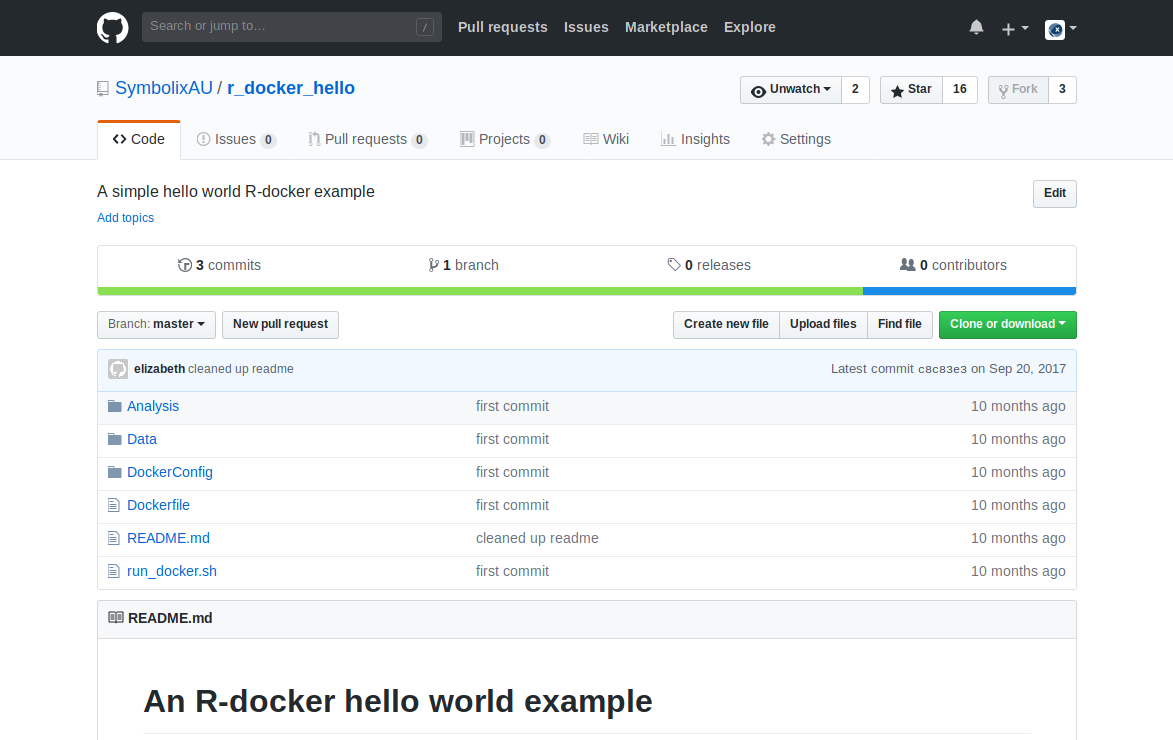 Search or jump to… / Pull requests Issues Marketplace Explore
SymbolixAU / r_docker_hello Unwatch 2 Star 16 Fork 3
Code Issues 0 Pull requests 0 Projects 0 Wiki Insights Settings
A simple hello world R-docker example Edit
Add topics
3 commits 1 branch 0 releases 0 contributors
Branch: master New pull request Create new file Upload files Find file Clone or download
elizabeth cleaned up readme Latest commit c8c83e3 on Sep 20, 2017
Analysis first commit 10 months ago
Data first commit 10 months ago
DockerConfig first commit 10 months ago
Dockerfile first commit 10 months ago
README.md cleaned up readme 10 months ago
run_docker.sh first commit 10 months ago
README.md
An R-docker hello world example